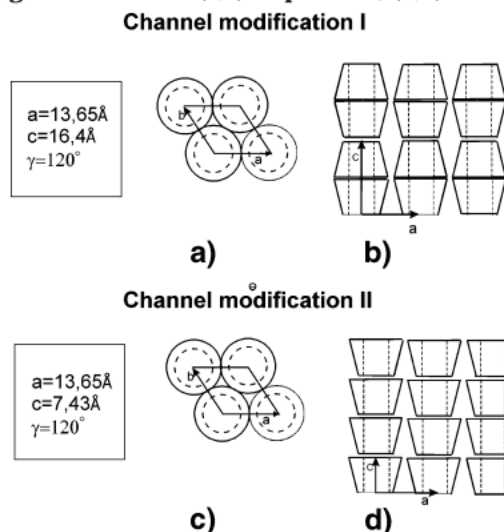 Channel modification I
a=13,65Å
c=16,4Å
γ=120°
b
a
c
a
a)
b)
Channel modification II
a=13,65Å
c=7,43Å
γ=120°
b
a
c
a
c)
d)